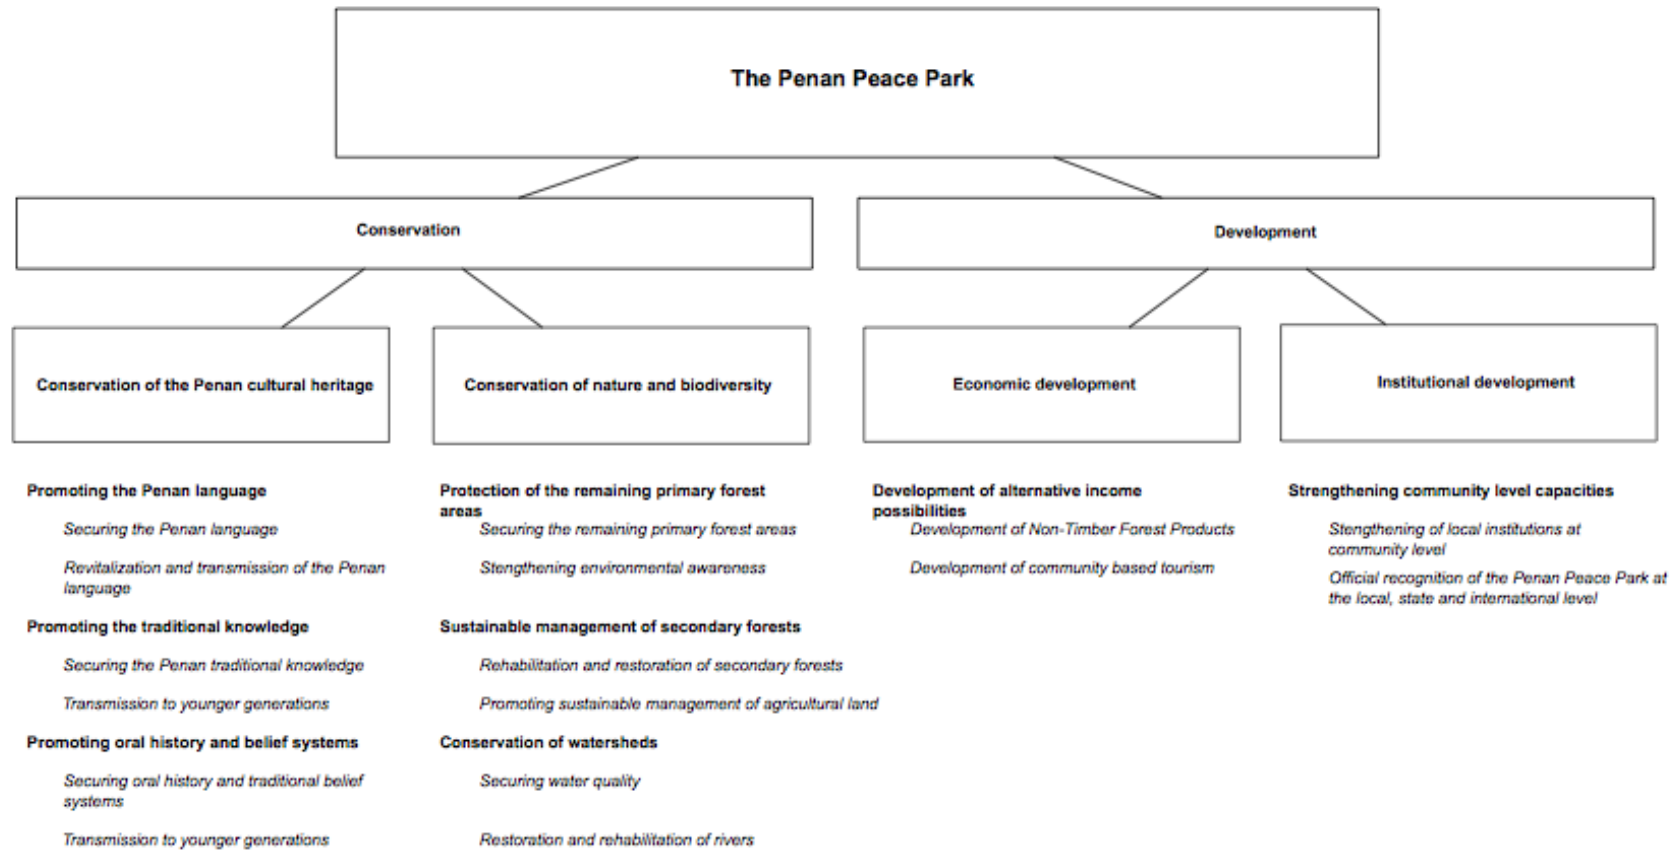 The Penan Peace Park
Conservation
Development
Conservation of the Penan cultural heritage
Conservation of nature and biodiversity
Economic development
Institutional development
Promoting the Penan language
Securing the Penan language
Revitalization and transmission of the Penan
language
Promoting the traditional knowledge
Securing the Penan traditional knowledge
Transmission to younger generations
Promoting oral history and belief systems
Securing oral history and traditional belief
systems
Transmission to younger generations
Protection of the remaining primary forest
areas
Securing the remaining primary forest areas
Stengthening environmental awareness
Sustainable management of secondary forests
Rehabilitation and restoration of secondary forests
Promoting sustainable management of agricultural land
Conservation of watersheds
Securing water quality
Restoration and rehabilitation of rivers
Development of alternative income
possibilities
Development of Non-Timber Forest Products
Development of community based tourism
Strengthening community level capacities
Stengthening of local institutions at
community level
Official recognition of the Penan Peace Park at
the local, state and international level